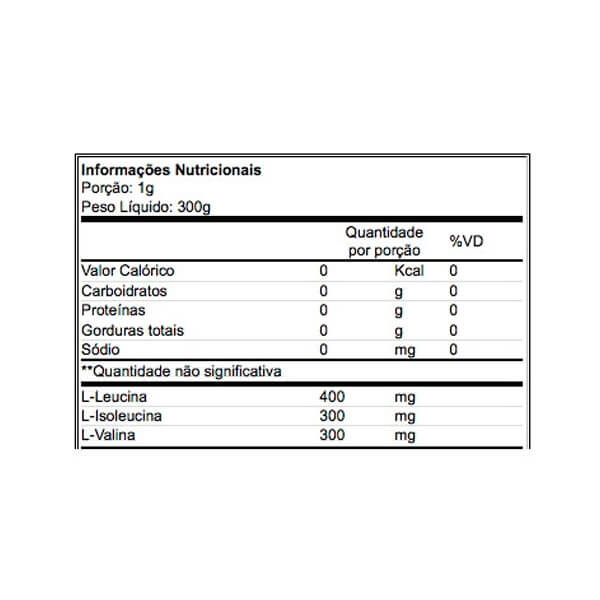 Informações Nutricionais
Porção: 1g
Peso Líquido: 300g
Quantidade por porção %VD
Valor Calórico 0 Kcal 0
Carboidratos 0 g 0
Proteínas 0 g 0
Gorduras totais 0 g 0
Sódio 0 mg 0
**Quantidade não significativa
L-Leucina 400 mg
L-Isoleucina 300 mg
L-Valina 300 mg